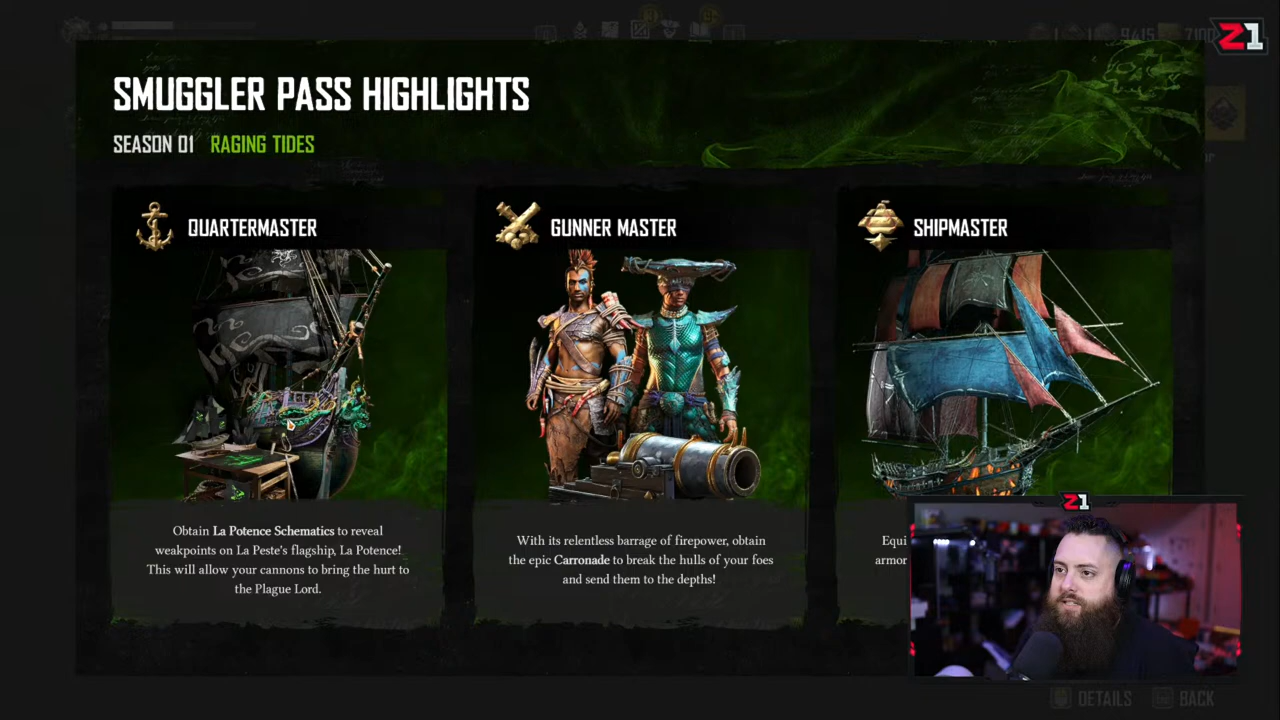 Z1
SMUGGLER PASS HIGHLIGHTS
SEASON 01 RAGING TIDES
QUARTERMASTER
Obtain La Potence Schematics to reveal
weakpoints on La Peste's flagship, La Potence!
This will allow your cannons to bring the hurt to
the Plague Lord.
GUNNER MASTER
With its relentless barrage of firepower, obtain
the epic Carronade to break the hulls of your foes
and send them to the depths!
SHIPMASTER
Z1
DETAILS
BACK